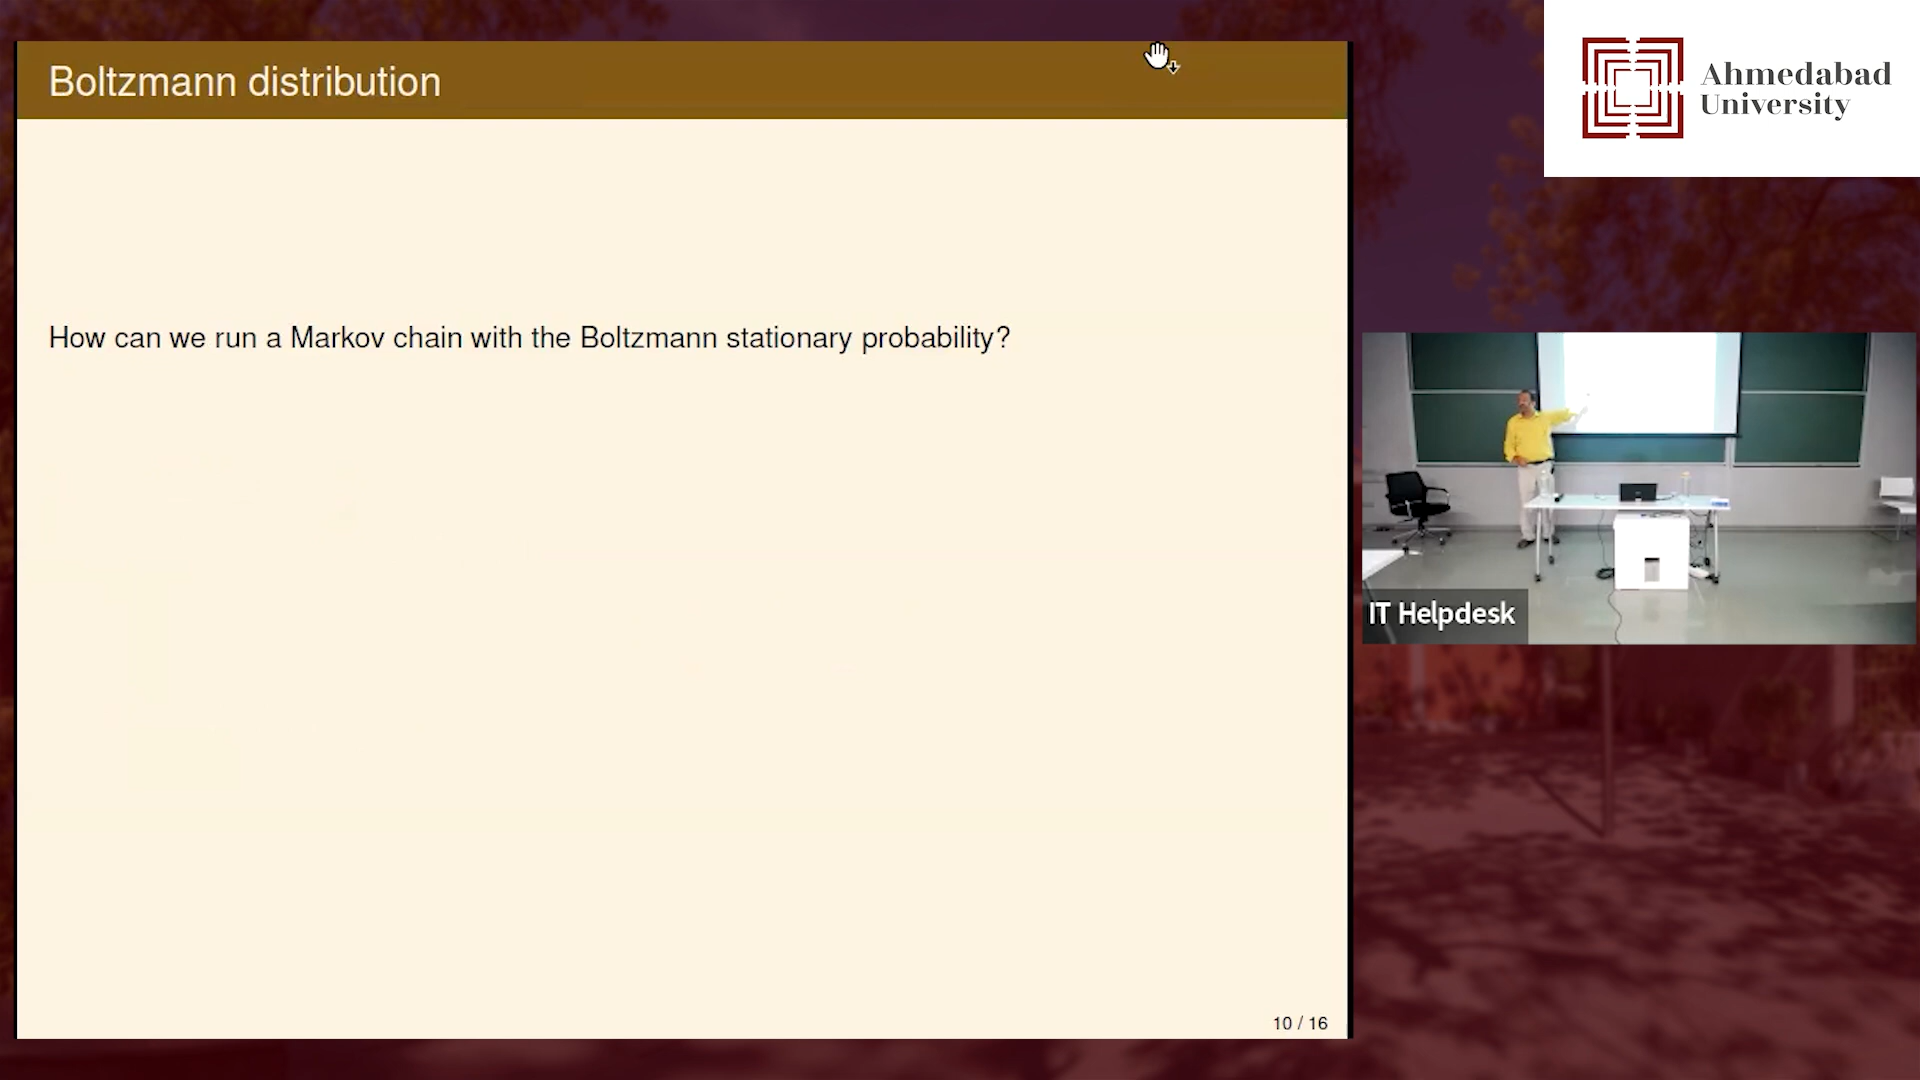 Boltzmann distribution
How can we run a Markov chain with the Boltzmann stationary probability?
10 / 16
Ahmedabad
University
IT Helpdesk